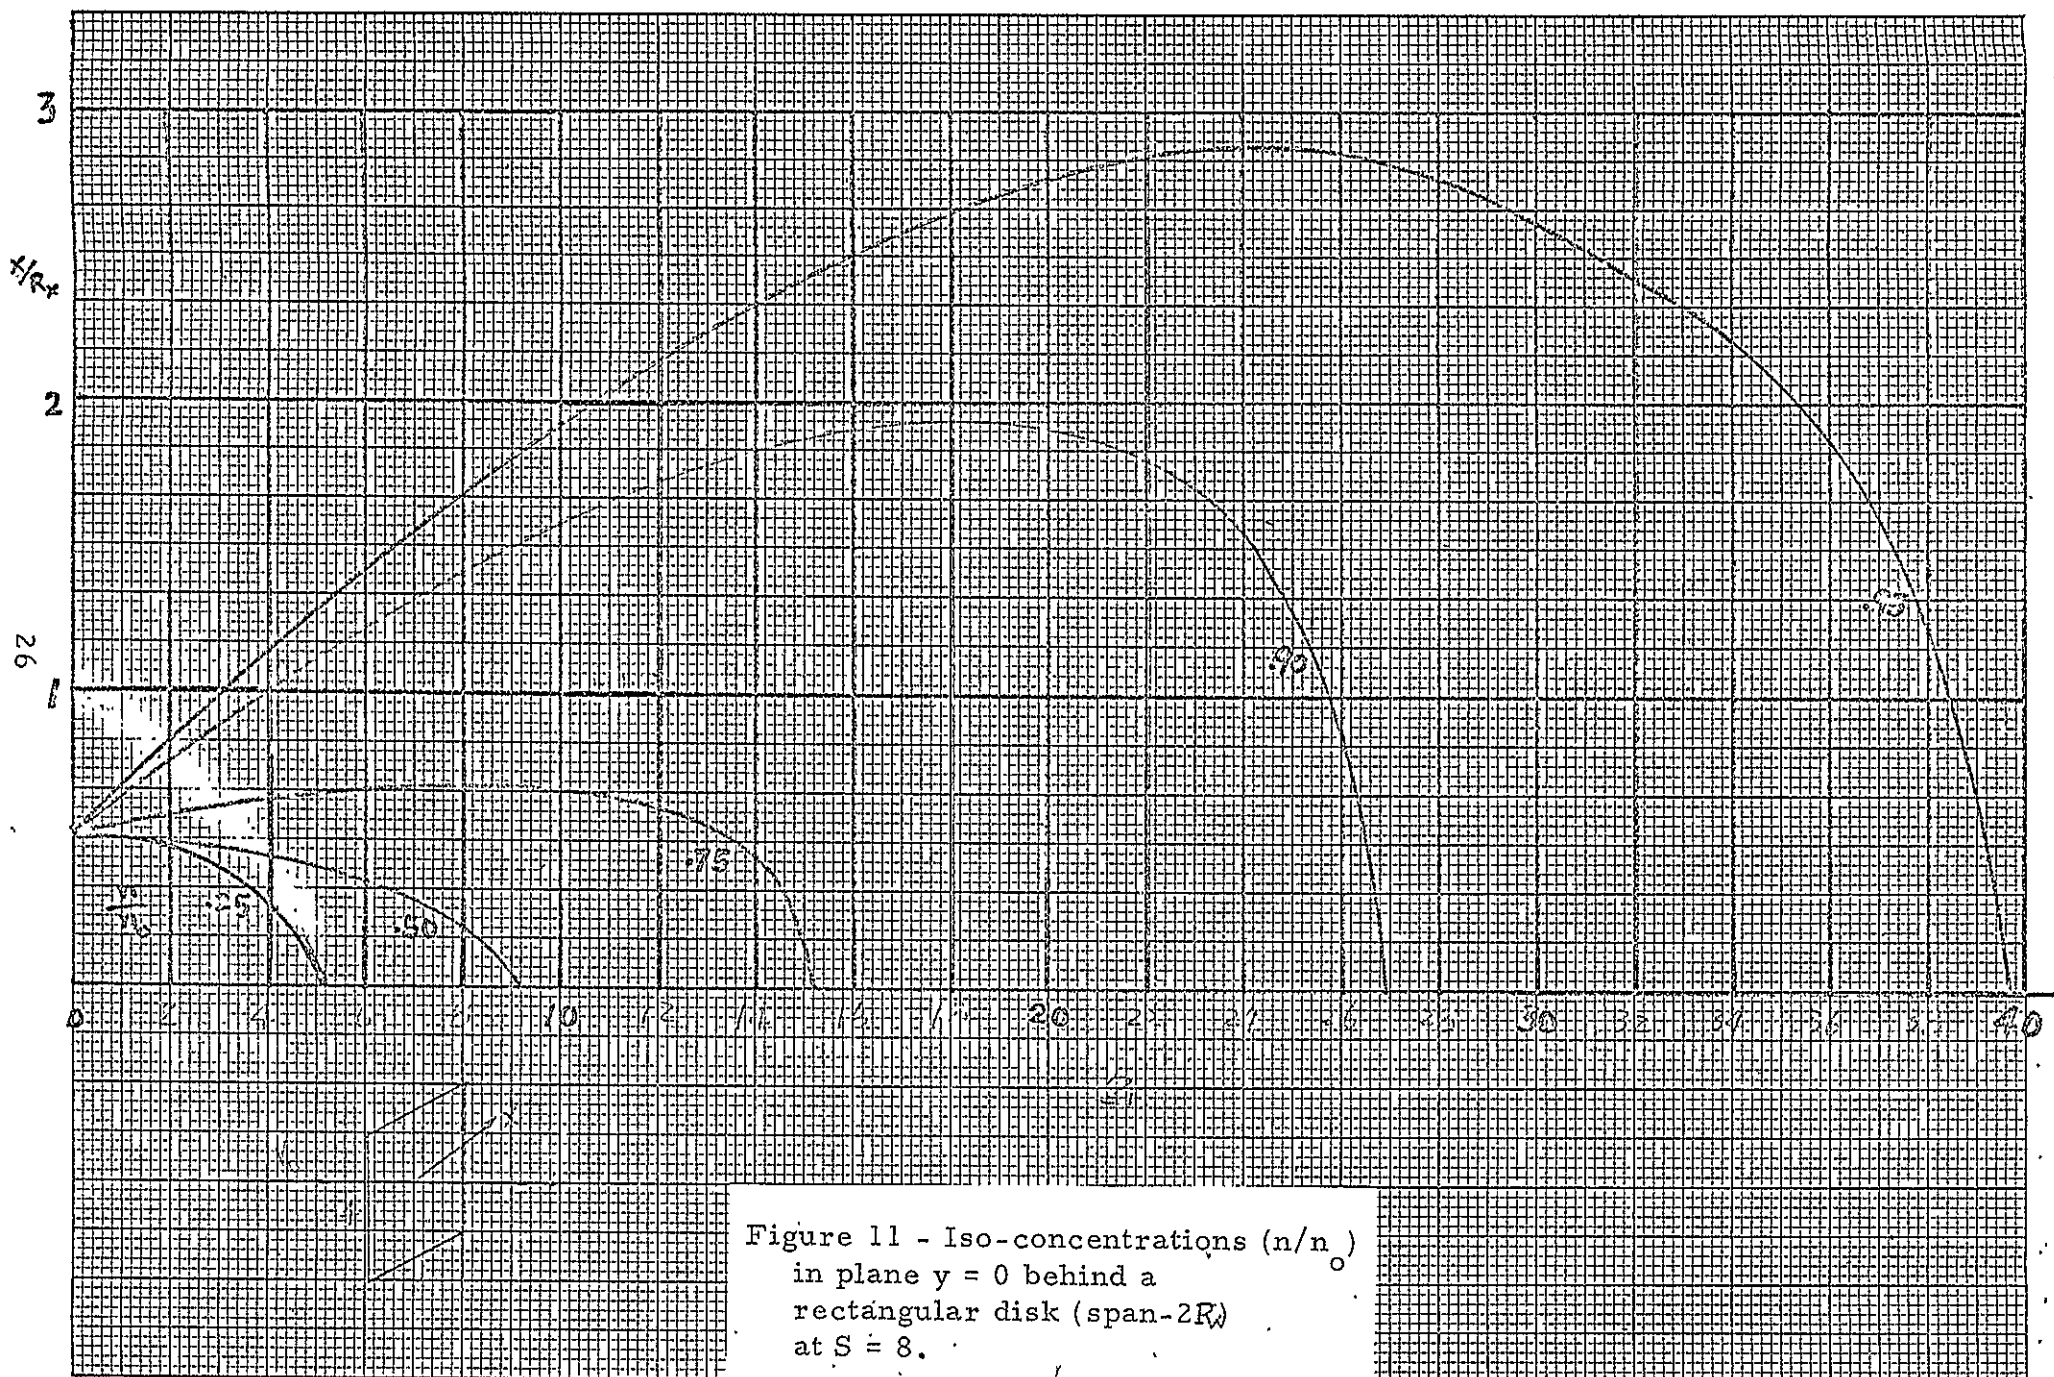 3
x/Rx
2
26
1
.95
.90
.75
n/n₀ .25 .50
0 2 4 6 8 10 12 14 16 18 20 22 24 26 28 30 32 34 36 38 40
Figure 11 - Iso-concentrations (n/n₀)
in plane y = 0 behind a
rectangular disk (span-2R
at S = 8.